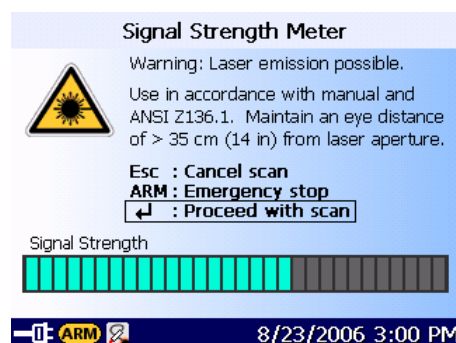 Signal Strength Meter
Warning: Laser emission possible.
Use in accordance with manual and
ANSI Z136.1. Maintain an eye distance
of > 35 cm (14 in) from laser aperture.
Esc : Cancel scan
ARM : Emergency stop
↵ : Proceed with scan
Signal Strength
ARM 8/23/2006 3:00 PM